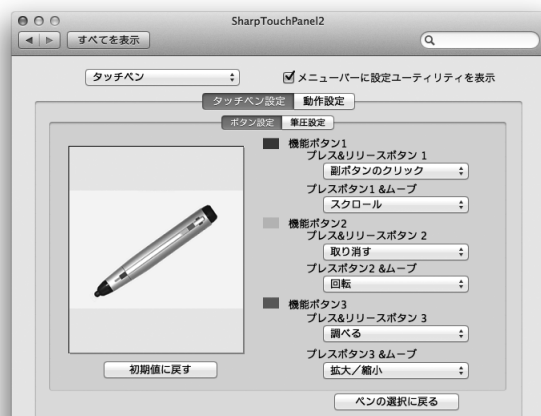 SharpTouchPanel2
すべてを表示
タッチペン
メニューバーに設定ユーティリティを表示
タッチペン設定 動作設定
ボタン設定 筆圧設定
機能ボタン1
プレス&リリースボタン 1
副ボタンのクリック
プレスボタン1 &ムーブ
スクロール
機能ボタン2
プレス&リリースボタン 2
取り消す
プレスボタン2 &ムーブ
回転
機能ボタン3
プレス&リリースボタン 3
調べる
プレスボタン3 &ムーブ
拡大／縮小
初期値に戻す
ペンの選択に戻る